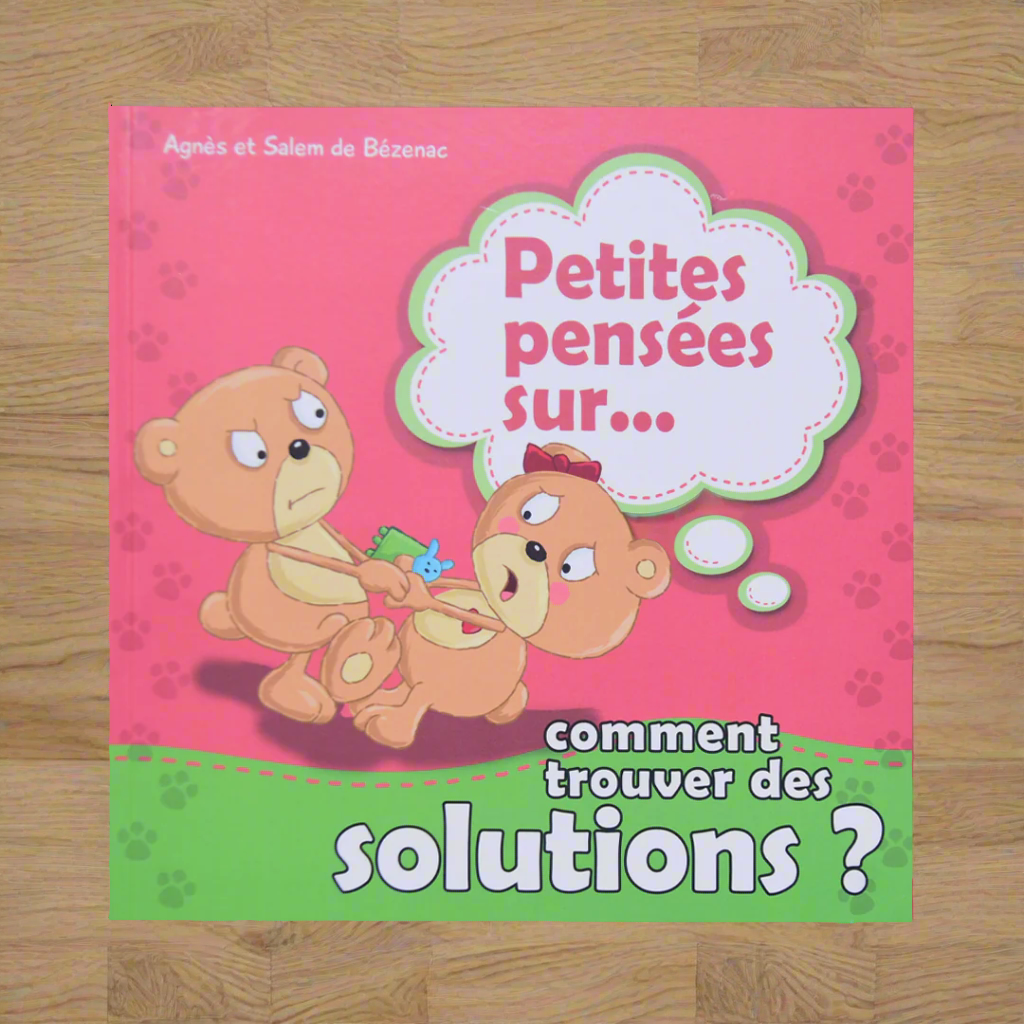 Agnès et Salem de Bézenac
Petites
pensées
sur...
comment
trouver des
solutions ?